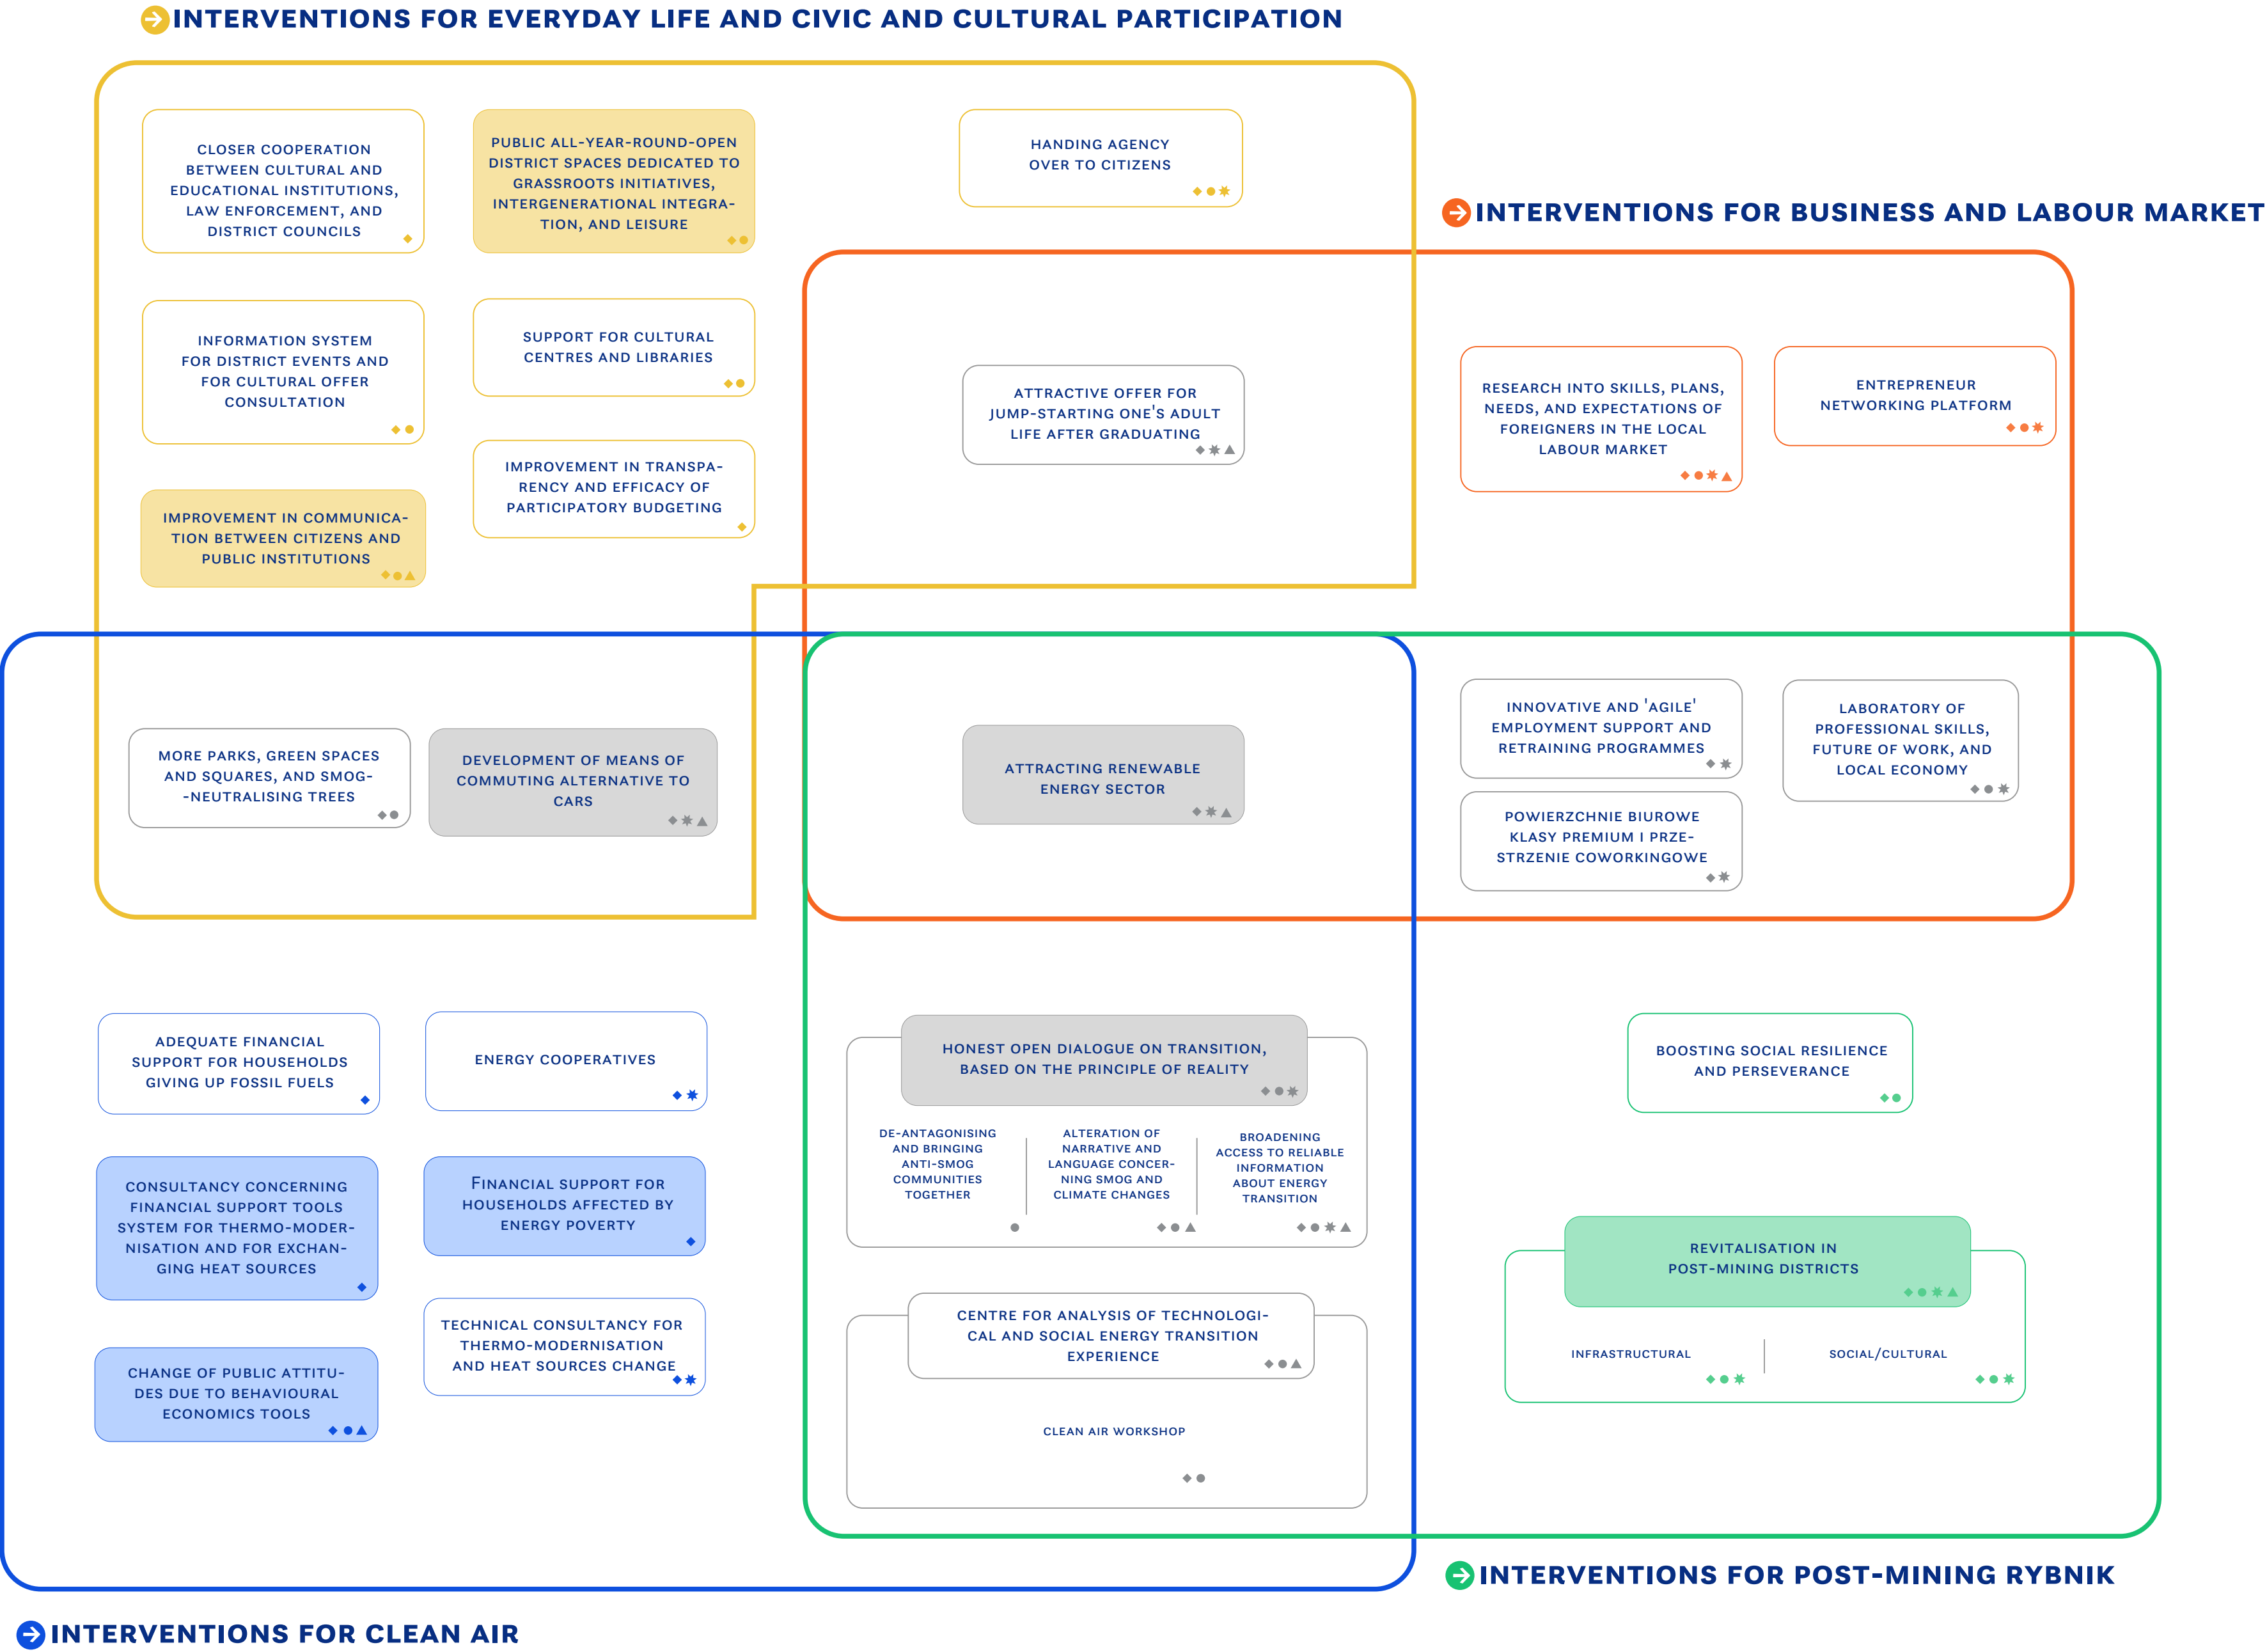 INTERVENTIONS FOR EVERYDAY LIFE AND CIVIC AND CULTURAL PARTICIPATION
CLOSER COOPERATION
BETWEEN CULTURAL AND
EDUCATIONAL INSTITUTIONS,
LAW ENFORCEMENT, AND
DISTRICT COUNCILS
PUBLIC ALL-YEAR-ROUND-OPEN
DISTRICT SPACES DEDICATED TO
GRASSROOTS INITIATIVES,
INTERGENERATIONAL INTEGRA-
TION, AND LEISURE
HANDING AGENCY
OVER TO CITIZENS
INTERVENTIONS FOR BUSINESS AND LABOUR MARKET
INFORMATION SYSTEM
FOR DISTRICT EVENTS AND
FOR CULTURAL OFFER
CONSULTATION
SUPPORT FOR CULTURAL
CENTRES AND LIBRARIES
ATTRACTIVE OFFER FOR
JUMP-STARTING ONE'S ADULT
LIFE AFTER GRADUATING
RESEARCH INTO SKILLS, PLANS,
NEEDS, AND EXPECTATIONS OF
FOREIGNERS IN THE LOCAL
LABOUR MARKET
ENTREPRENEUR
NETWORKING PLATFORM
IMPROVEMENT IN TRANSPA-
RENCY AND EFFICACY OF
PARTICIPATORY BUDGETING
IMPROVEMENT IN COMMUNICA-
TION BETWEEN CITIZENS AND
PUBLIC INSTITUTIONS
MORE PARKS, GREEN SPACES
AND SQUARES, AND SMOG-
-NEUTRALISING TREES
DEVELOPMENT OF MEANS OF
COMMUTING ALTERNATIVE TO
CARS
ATTRACTING RENEWABLE
ENERGY SECTOR
INNOVATIVE AND 'AGILE'
EMPLOYMENT SUPPORT AND
RETRAINING PROGRAMMES
LABORATORY OF
PROFESSIONAL SKILLS,
FUTURE OF WORK, AND
LOCAL ECONOMY
POWIERZCHNIE BIUROWE
KLASY PREMIUM I PRZE-
STRZENIE COWORKINGOWE
ADEQUATE FINANCIAL
SUPPORT FOR HOUSEHOLDS
GIVING UP FOSSIL FUELS
ENERGY COOPERATIVES
HONEST OPEN DIALOGUE ON TRANSITION,
BASED ON THE PRINCIPLE OF REALITY
DE-ANTAGONISING
AND BRINGING
ANTI-SMOG
COMMUNITIES
TOGETHER
ALTERATION OF
NARRATIVE AND
LANGUAGE CONCER-
NING SMOG AND
CLIMATE CHANGES
BROADENING
ACCESS TO RELIABLE
INFORMATION
ABOUT ENERGY
TRANSITION
BOOSTING SOCIAL RESILIENCE
AND PERSEVERANCE
CONSULTANCY CONCERNING
FINANCIAL SUPPORT TOOLS
SYSTEM FOR THERMO-MODER-
NISATION AND FOR EXCHAN-
GING HEAT SOURCES
FINANCIAL SUPPORT FOR
HOUSEHOLDS AFFECTED BY
ENERGY POVERTY
REVITALISATION IN
POST-MINING DISTRICTS
INFRASTRUCTURAL
SOCIAL/CULTURAL
TECHNICAL CONSULTANCY FOR
THERMO-MODERNISATION
AND HEAT SOURCES CHANGE
CENTRE FOR ANALYSIS OF TECHNOLOGI-
CAL AND SOCIAL ENERGY TRANSITION
EXPERIENCE
CLEAN AIR WORKSHOP
CHANGE OF PUBLIC ATTITU-
DES DUE TO BEHAVIOURAL
ECONOMICS TOOLS
INTERVENTIONS FOR POST-MINING RYBNIK
INTERVENTIONS FOR CLEAN AIR